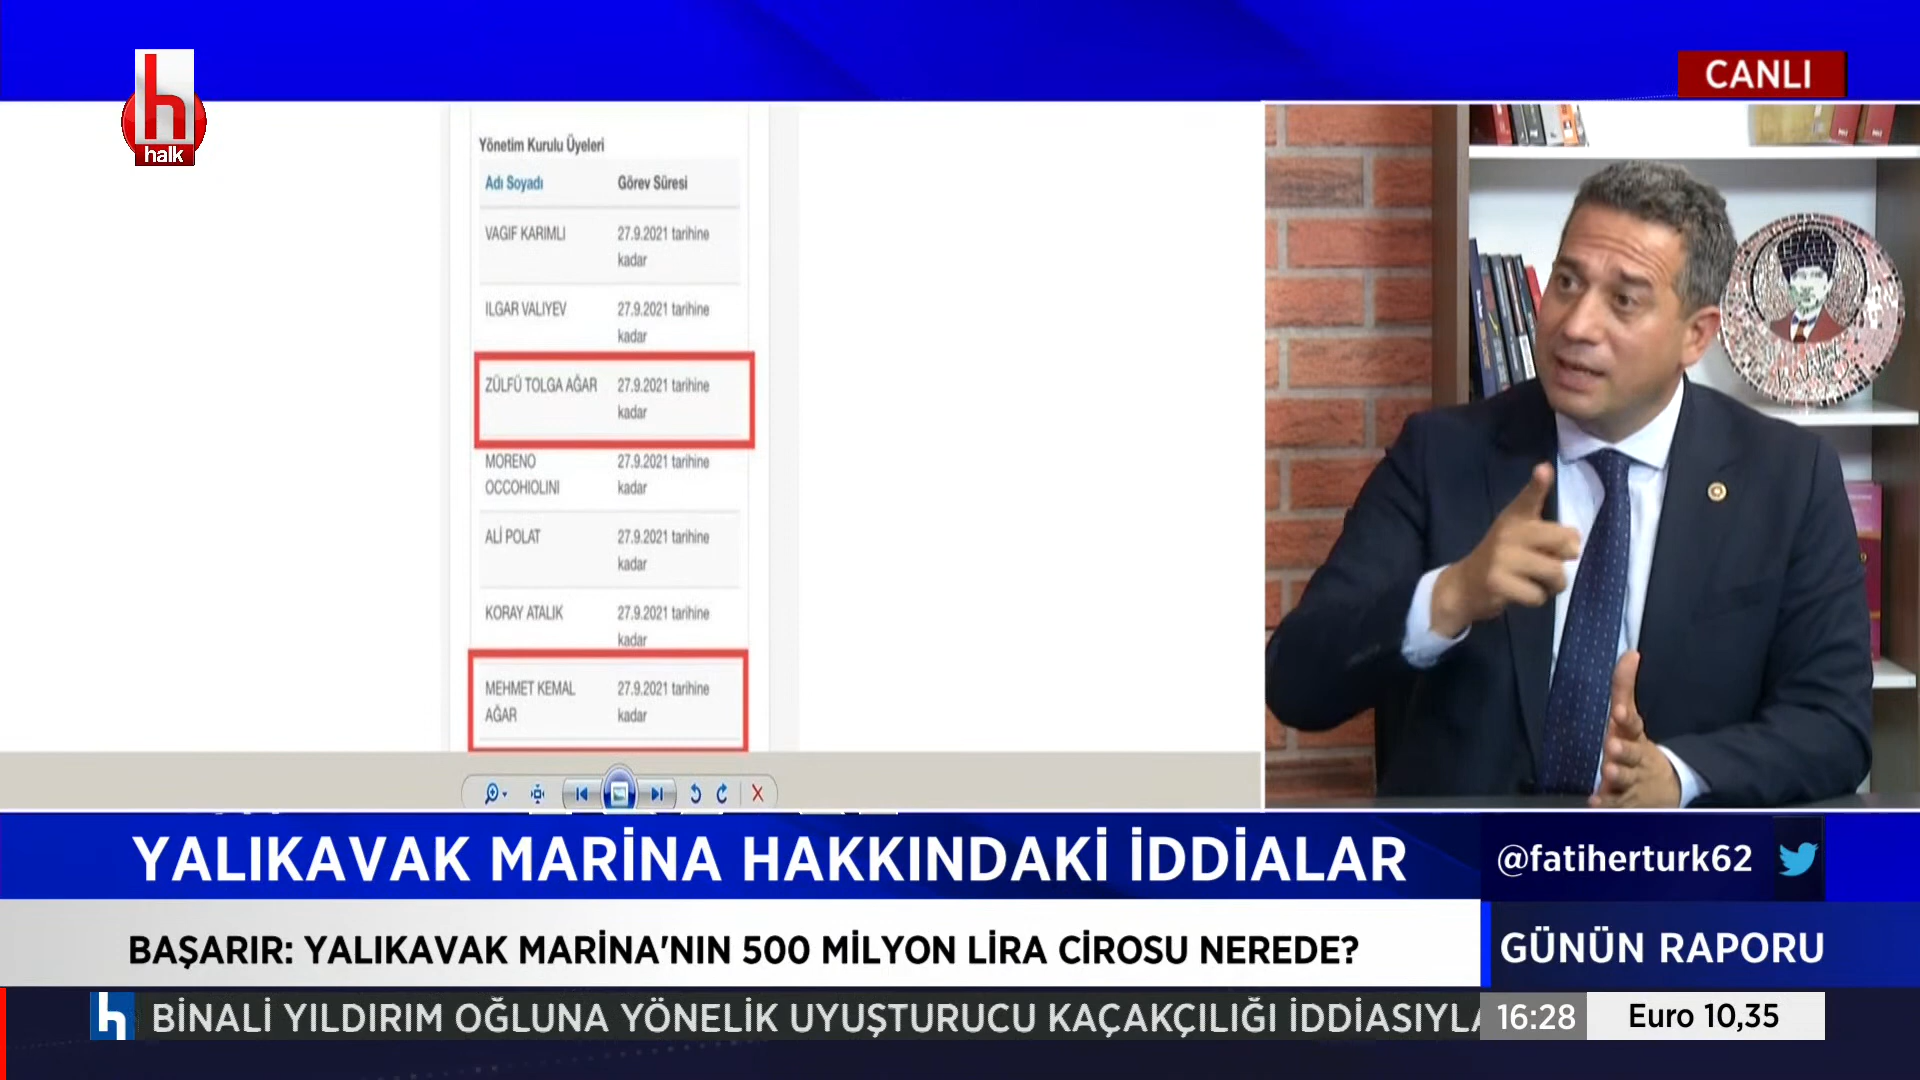 h
halk
CANLI
Yönetim Kurulu Üyeleri
Adı Soyadı Görev Süresi
VAGIF KARIMLI 27.9.2021 tarihine
kadar
ILGAR VALIYEV 27.9.2021 tarihine
kadar
ZÜLFÜ TOLGA AĞAR 27.9.2021 tarihine
kadar
MORENO 27.9.2021 tarihine
OCCOHIOLINI kadar
ALİ POLAT 27.9.2021 tarihine
kadar
KORAY ATALIK 27.9.2021 tarihine
kadar
MEHMET KEMAL 27.9.2021 tarihine
AĞAR kadar
YALIKAVAK MARİNA HAKKINDAKİ İDDİALAR
@fatiherturk62
BAŞARIR: YALIKAVAK MARİNA'NIN 500 MİLYON LİRA CİROSU NEREDE?
GÜNÜN RAPORU
h BİNALİ YILDIRIM OĞLUNA YÖNELİK UYUŞTURUCU KAÇAKÇILIĞI İDDİASIYLA
16:28 Euro 10,35